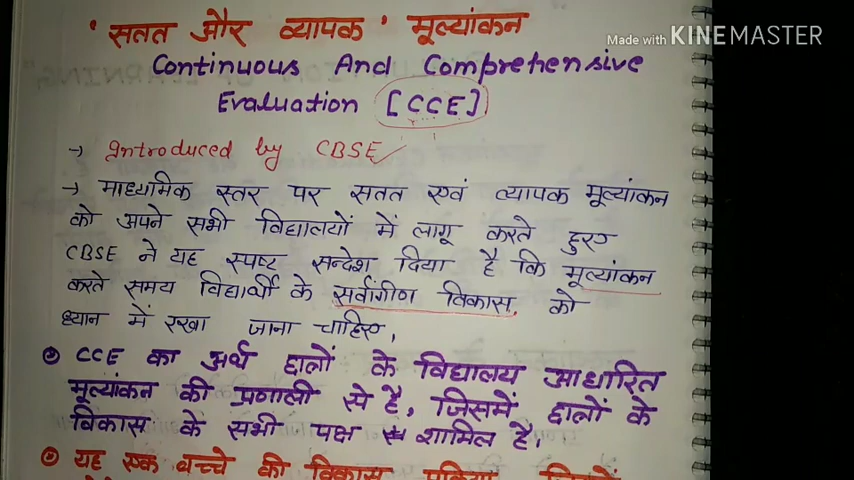 'सतत और व्यापक' मूल्यांकन
Made with KINEMASTER
Continuous And Comprehensive
Evaluation [CCE]
→ Introduced by CBSE
→ माध्यमिक स्तर पर सतत एवं व्यापक मूल्यांकन
को अपने सभी विद्यालयों में लागू करते हुए
CBSE ने यह स्पष्ट सन्देश दिया है कि मूल्यांकन
करते समय विद्यार्थी के सर्वांगीण विकास को
ध्यान में रखा जाना चाहिए,
CCE का अर्थ छात्रों के विद्यालय आधारित
मूल्यांकन की प्रणाली से है, जिसमें छात्रों के
विकास के सभी पक्ष शामिल है,
यह एक बच्चे की विकास